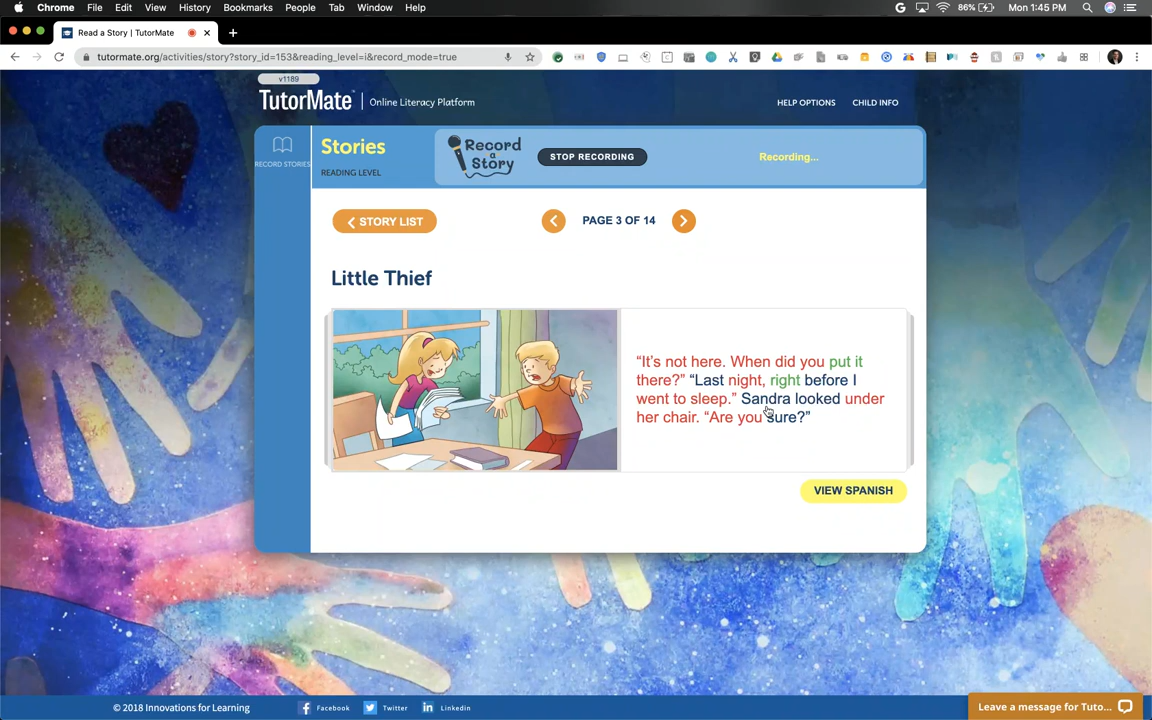 Chrome File Edit View History Bookmarks People Tab Window Help 86% Mon 1:45 PM
Read a Story | TutorMate
tutormate.org/activities/story?story_id=153&reading_level=i&record_mode=true
v1189
TutorMate | Online Literacy Platform
HELP OPTIONS CHILD INFO
RECORD STORIES
Stories
READING LEVEL
Record a Story
STOP RECORDING
Recording...
STORY LIST
PAGE 3 OF 14
Little Thief
“It’s not here. When did you put it
there?” “Last night, right before I
went to sleep.” Sandra looked under
her chair. “Are you sure?”
VIEW SPANISH
© 2018 Innovations for Learning Facebook Twitter Linkedin
Leave a message for Tuto...